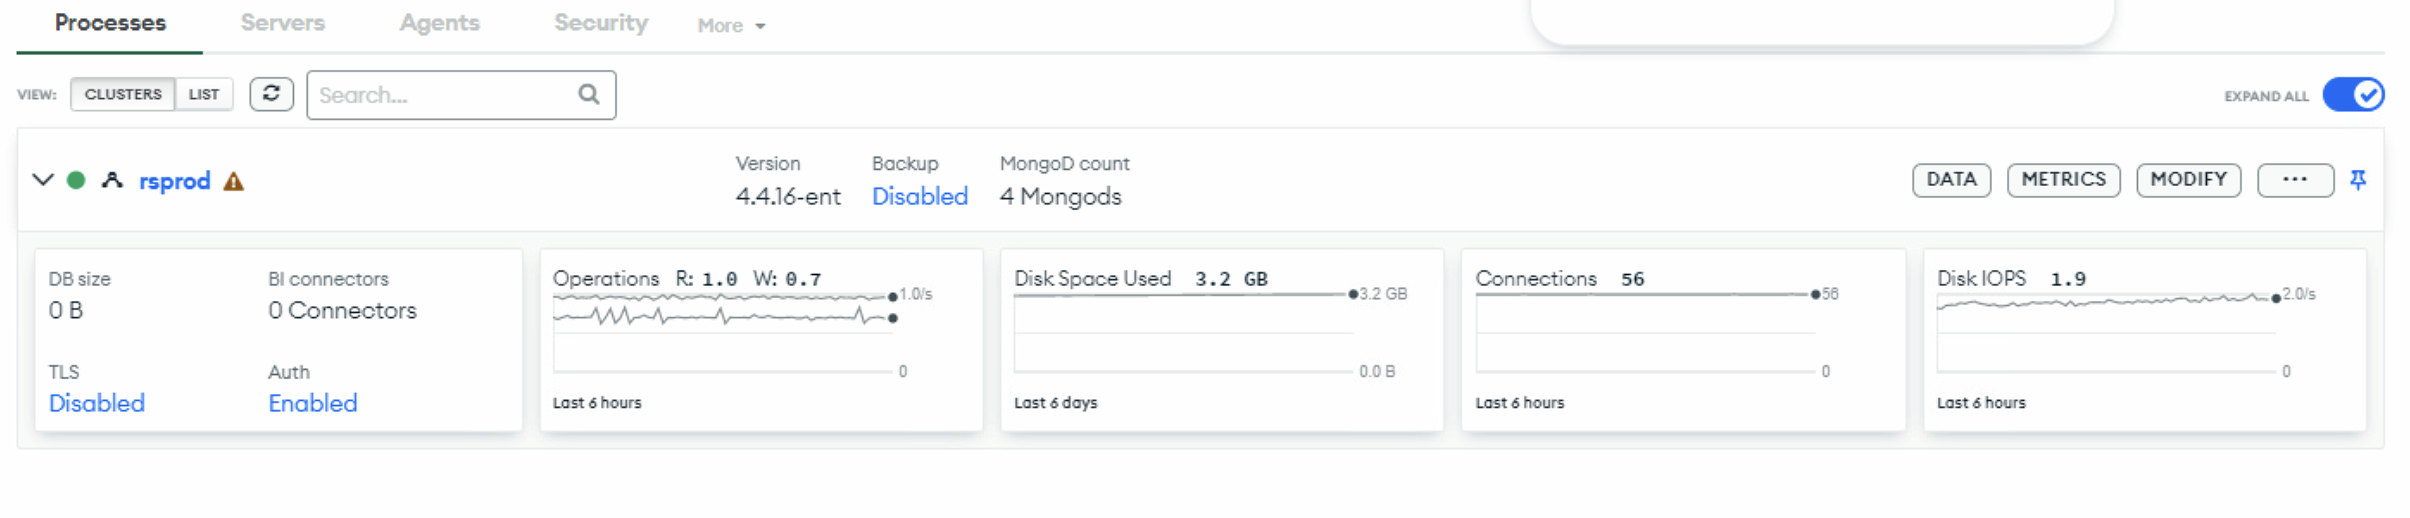 Processes Servers Agents Security More
VIEW: CLUSTERS LIST Search... EXPAND ALL
Version Backup MongoD count
rsprod 4.4.16-ent Disabled 4 Mongods DATA METRICS MODIFY ...
DB size BI connectors
0 B 0 Connectors
TLS Auth
Disabled Enabled
Operations R: 1.0 W: 0.7
1.0/s
0
Last 6 hours
Disk Space Used 3.2 GB
3.2 GB
0.0 B
Last 6 days
Connections 56
56
0
Last 6 hours
Disk IOPS 1.9
2.0/s
0
Last 6 hours